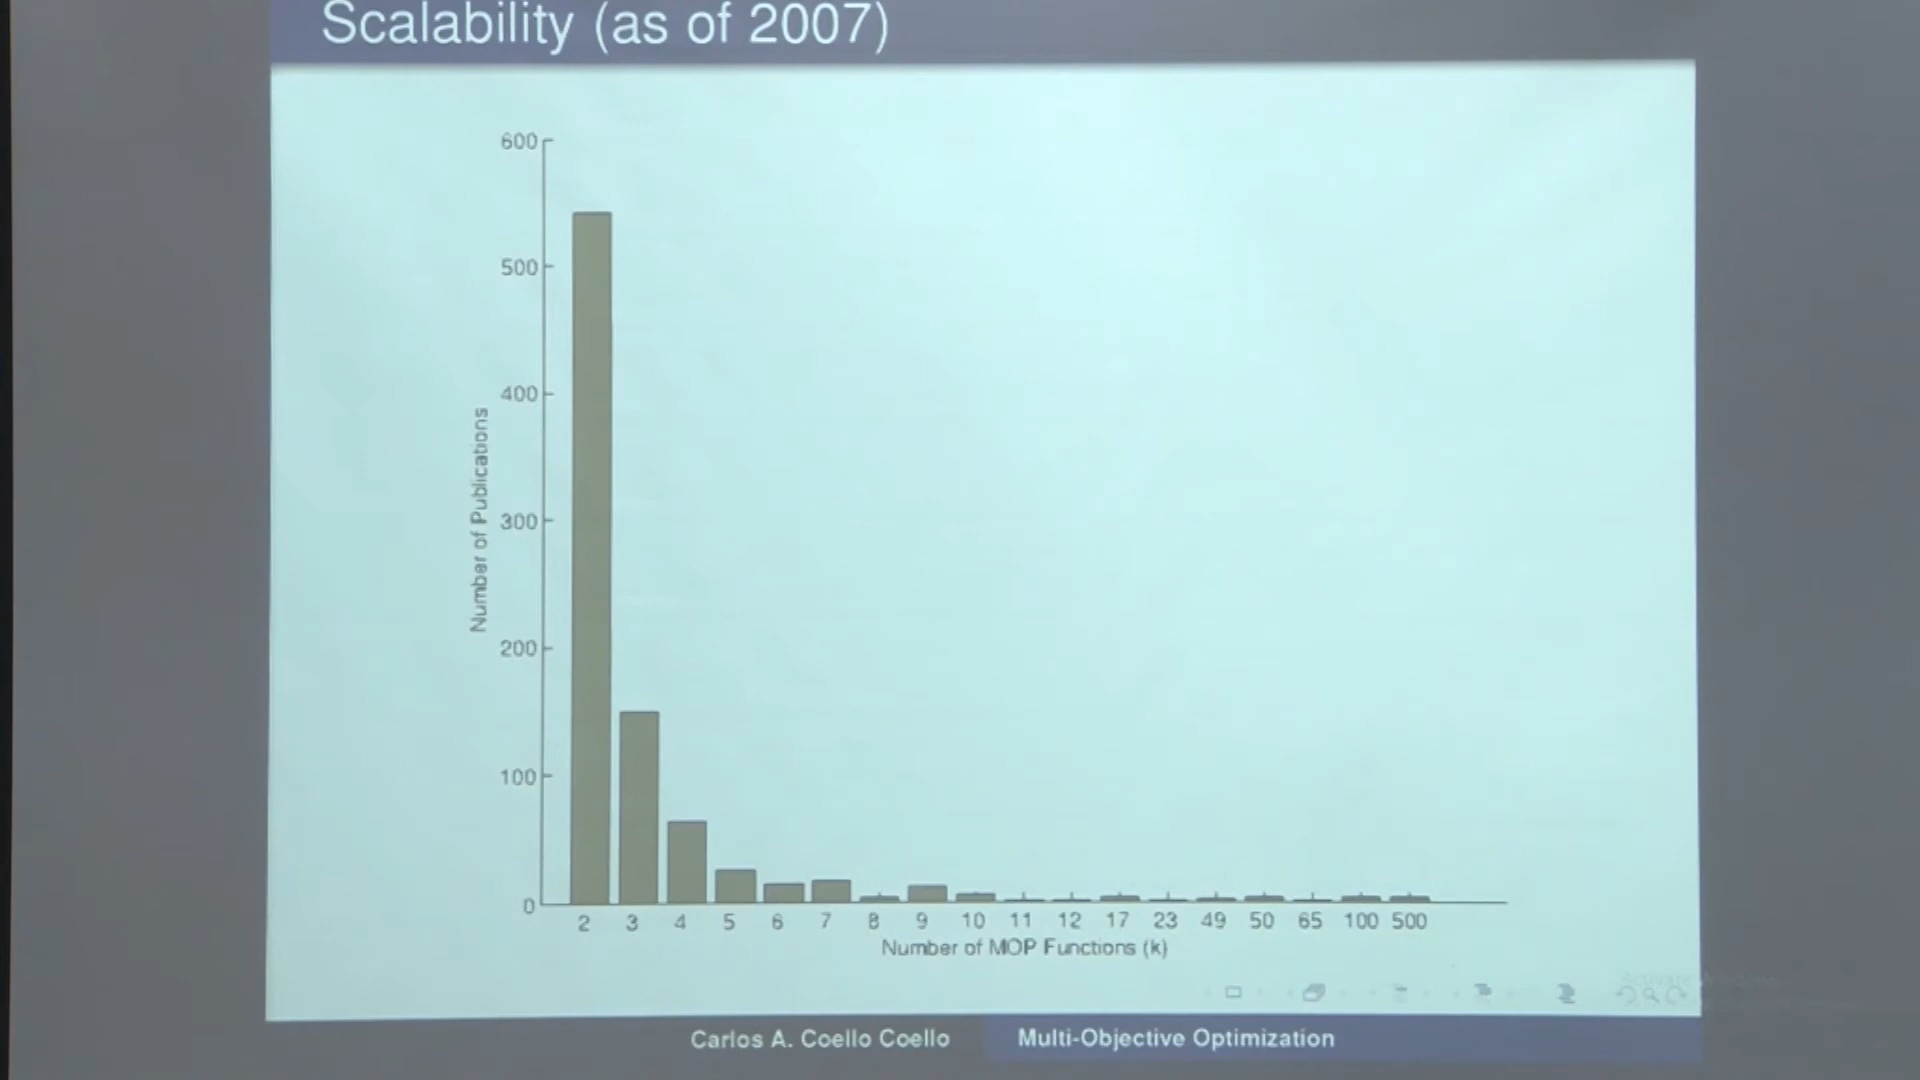 Scalability (as of 2007)
600
500
400
300
200
100
0
Number of Publications
2 3 4 5 6 7 8 9 10 11 12 17 23 49 50 65 100 500
Number of MOP Functions (k)
Carlos A. Coello Coello
Multi-Objective Optimization